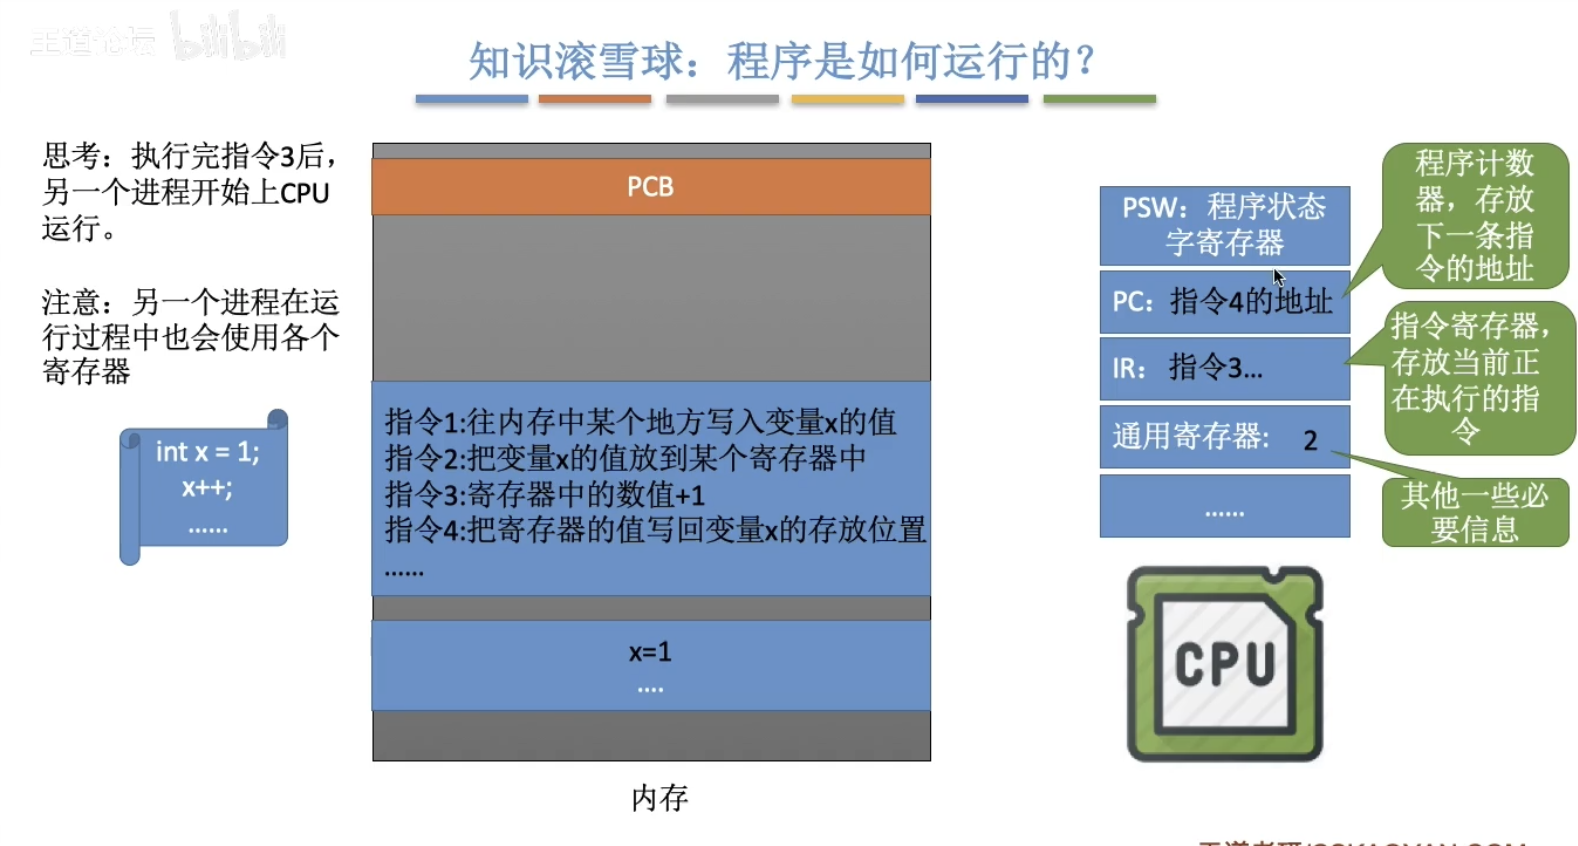 王道论坛 bilibili
知识滚雪球：程序是如何运行的？
思考：执行完指令3后，
另一个进程开始上CPU
运行。
注意：另一个进程在运
行过程中也会使用各个
寄存器
int x = 1;
x++;
......
PCB
指令1:往内存中某个地方写入变量x的值
指令2:把变量x的值放到某个寄存器中
指令3:寄存器中的数值+1
指令4:把寄存器的值写回变量x的存放位置
......
x=1
....
内存
PSW：程序状态
字寄存器
PC：指令4的地址
IR：指令3...
通用寄存器: 2
......
程序计数
器，存放
下一条指
令的地址
指令寄存器，
存放当前正
在执行的指
令
其他一些必
要信息
CPU